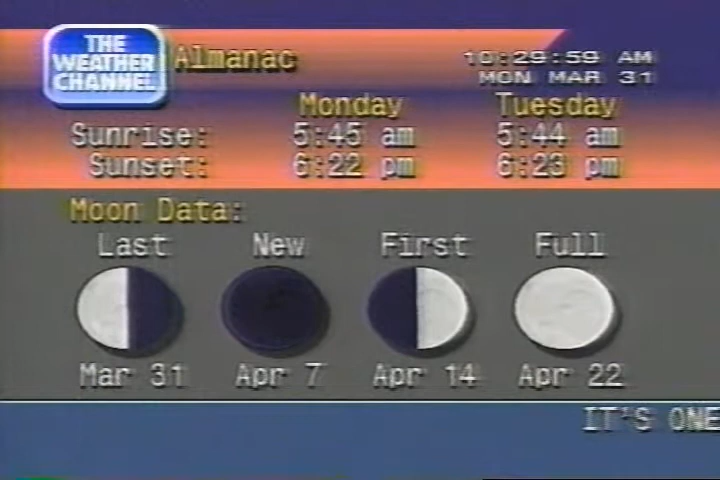 THE
WEATHER
CHANNEL
Almanac
10:29:59 AM
MON MAR 31
Monday Tuesday
Sunrise: 5:45 am 5:44 am
Sunset: 6:22 pm 6:23 pm
Moon Data:
Last New First Full
Mar 31 Apr 7 Apr 14 Apr 22
IT'S ONE